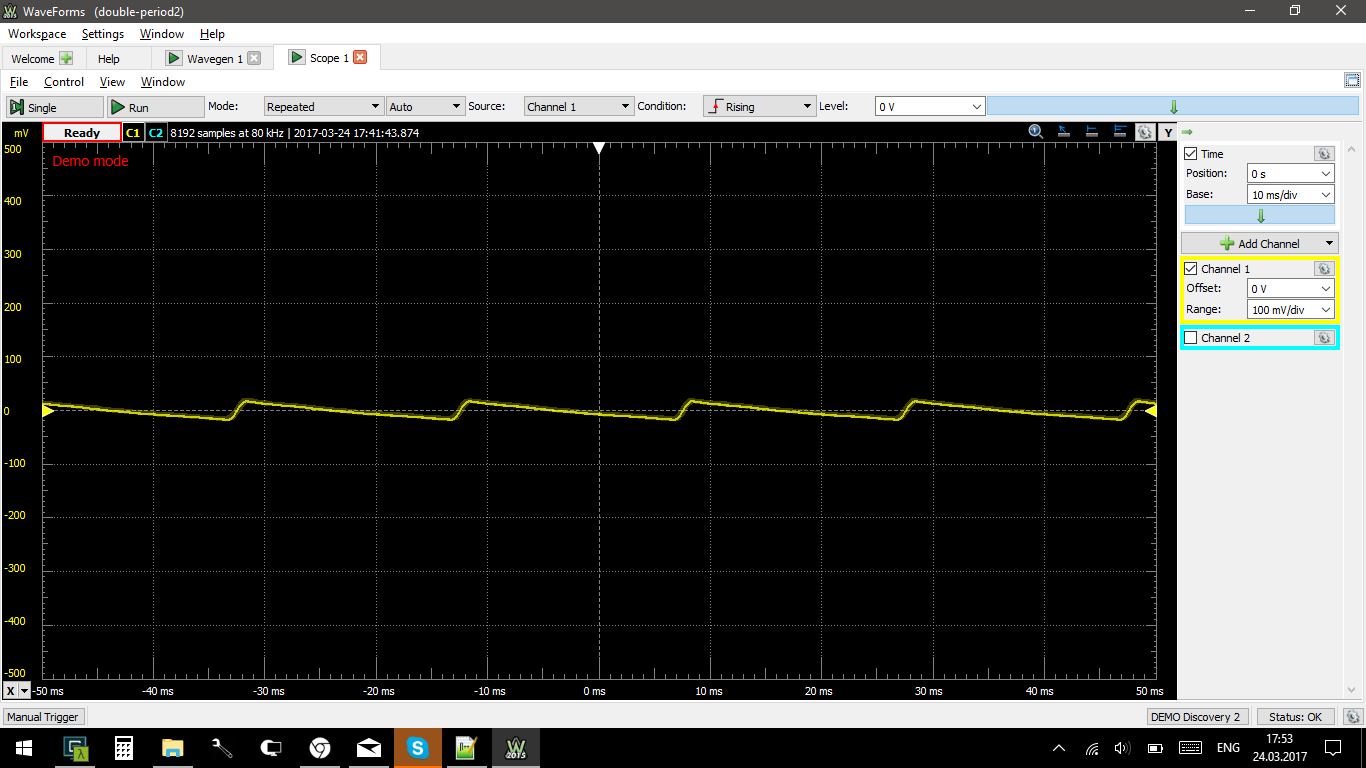 WaveForms (double-period2)
Workspace Settings Window Help
Welcome Help Wavegen 1 Scope 1
File Control View Window
Single Run Mode: Repeated Auto Source: Channel 1 Condition: Rising Level: 0 V
mV Ready C1 C2 8192 samples at 80 kHz | 2017-03-24 17:41:43.874 Y
Demo mode
500
400
300
200
100
0
-100
-200
-300
-400
-500
X -50 ms -40 ms -30 ms -20 ms -10 ms 0 ms 10 ms 20 ms 30 ms 40 ms 50 ms
Time
Position: 0 s
Base: 10 ms/div
Add Channel
Channel 1
Offset: 0 V
Range: 100 mV/div
Channel 2
Manual Trigger DEMO Discovery 2 Status: OK
ENG 17:53
24.03.2017